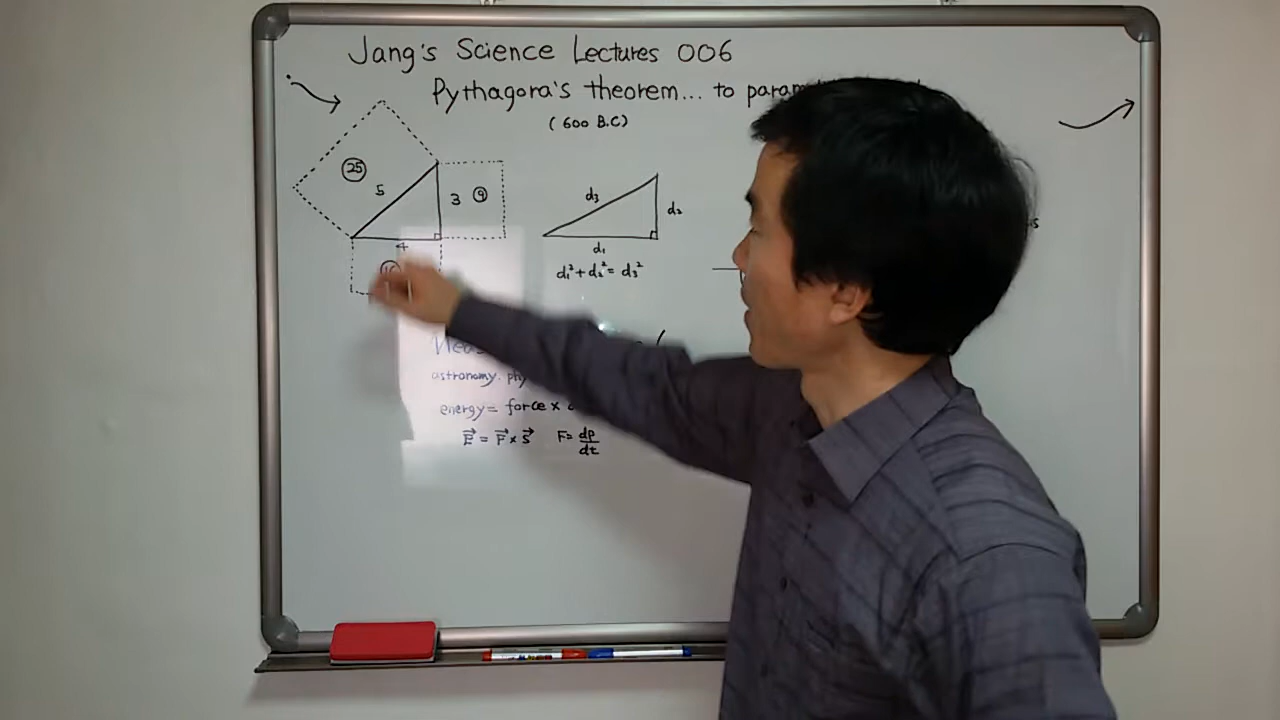 Jang's Science Lectures 006
Pythagora's theorem... to
(600 B.C)
25
5
3 9
4
d₃
d₂
d₁
d₁² + d₂² = d₃²
astronomy.
energy = force ×
E⃗ = F⃗ × S⃗ F = dp/dt